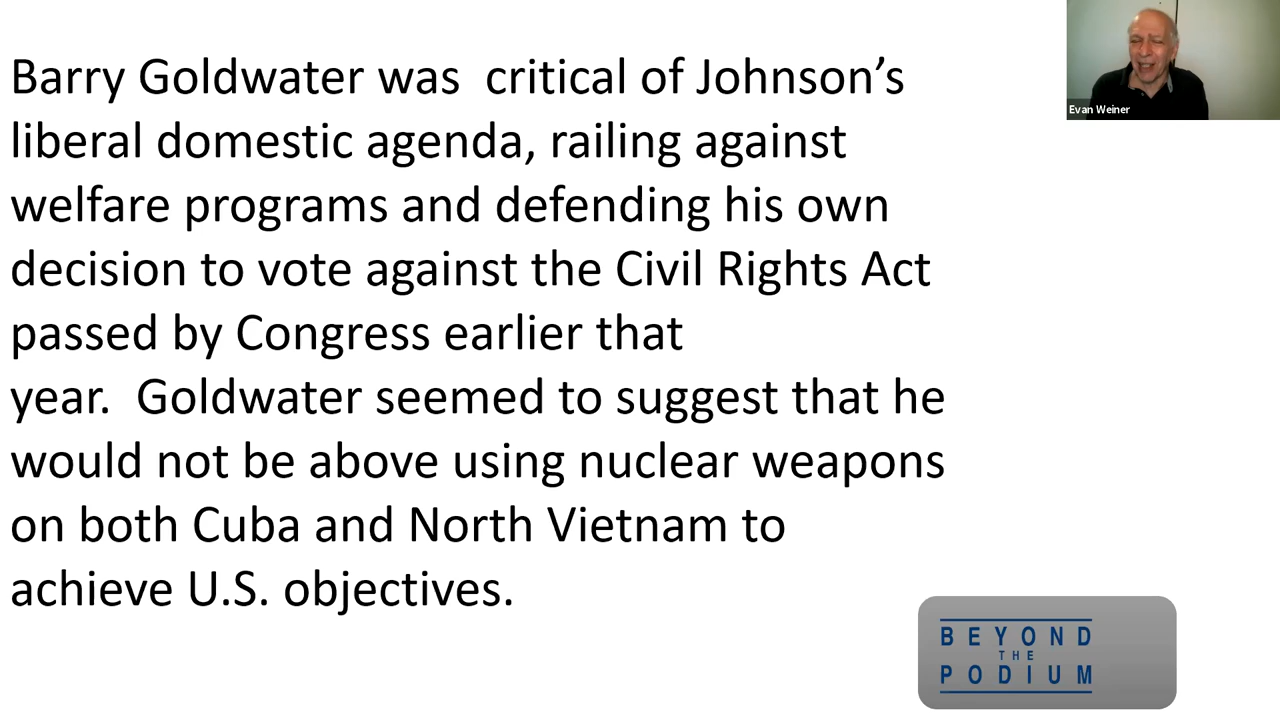 Barry Goldwater was  critical of Johnson’s
liberal domestic agenda, railing against
welfare programs and defending his own
decision to vote against the Civil Rights Act
passed by Congress earlier that
year.  Goldwater seemed to suggest that he
would not be above using nuclear weapons
on both Cuba and North Vietnam to
achieve U.S. objectives.
Evan Weiner
BEYOND
THE
PODIUM